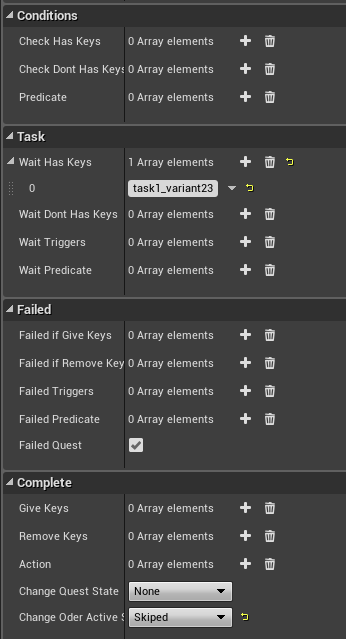 Conditions
Check Has Keys 0 Array elements
Check Dont Has Keys 0 Array elements
Predicate 0 Array elements
Task
Wait Has Keys 1 Array elements
0 task1_variant23
Wait Dont Has Keys 0 Array elements
Wait Triggers 0 Array elements
Wait Predicate 0 Array elements
Failed
Failed if Give Keys 0 Array elements
Failed if Remove Key 0 Array elements
Failed Triggers 0 Array elements
Failed Predicate 0 Array elements
Failed Quest
Complete
Give Keys 0 Array elements
Remove Keys 0 Array elements
Action 0 Array elements
Change Quest State None
Change Oder Active S Skiped